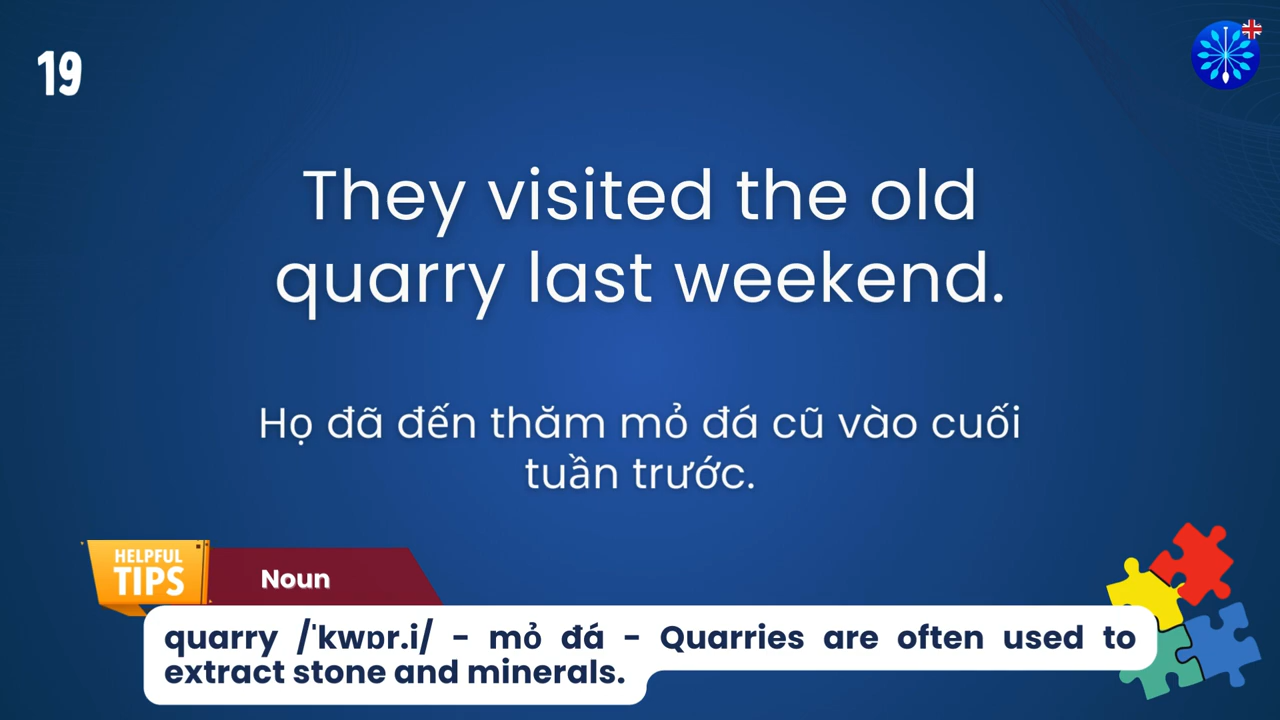 19
They visited the old
quarry last weekend.
Họ đã đến thăm mỏ đá cũ vào cuối
tuần trước.
HELPFUL
TIPS
Noun
quarry /ˈkwɒr.i/ - mỏ đá - Quarries are often used to
extract stone and minerals.